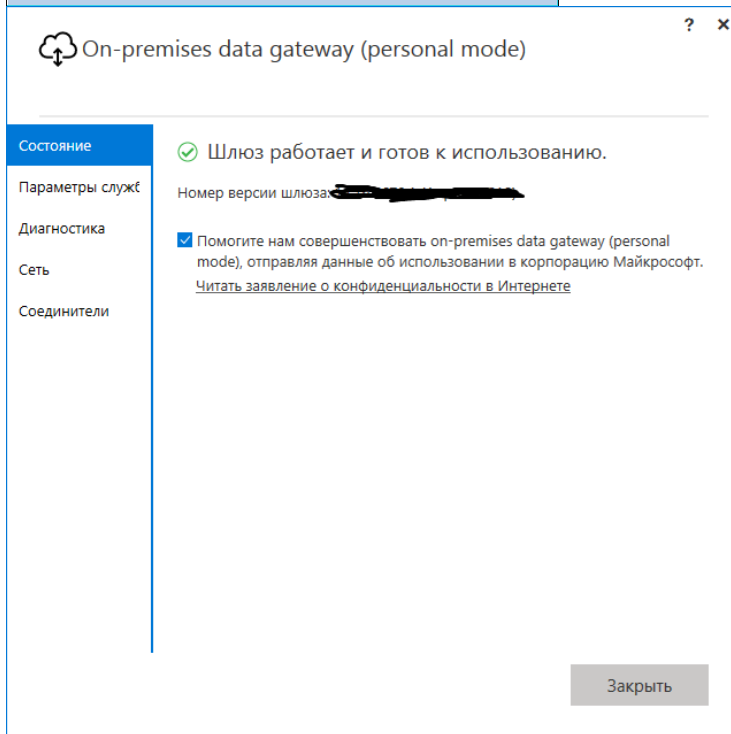 ? ×
On-premises data gateway (personal mode)
Состояние
Параметры служб
Диагностика
Сеть
Соединители
Шлюз работает и готов к использованию.
Номер версии шлюза:
Помогите нам совершенствовать on-premises data gateway (personal
mode), отправляя данные об использовании в корпорацию Майкрософт.
Читать заявление о конфиденциальности в Интернете
Закрыть